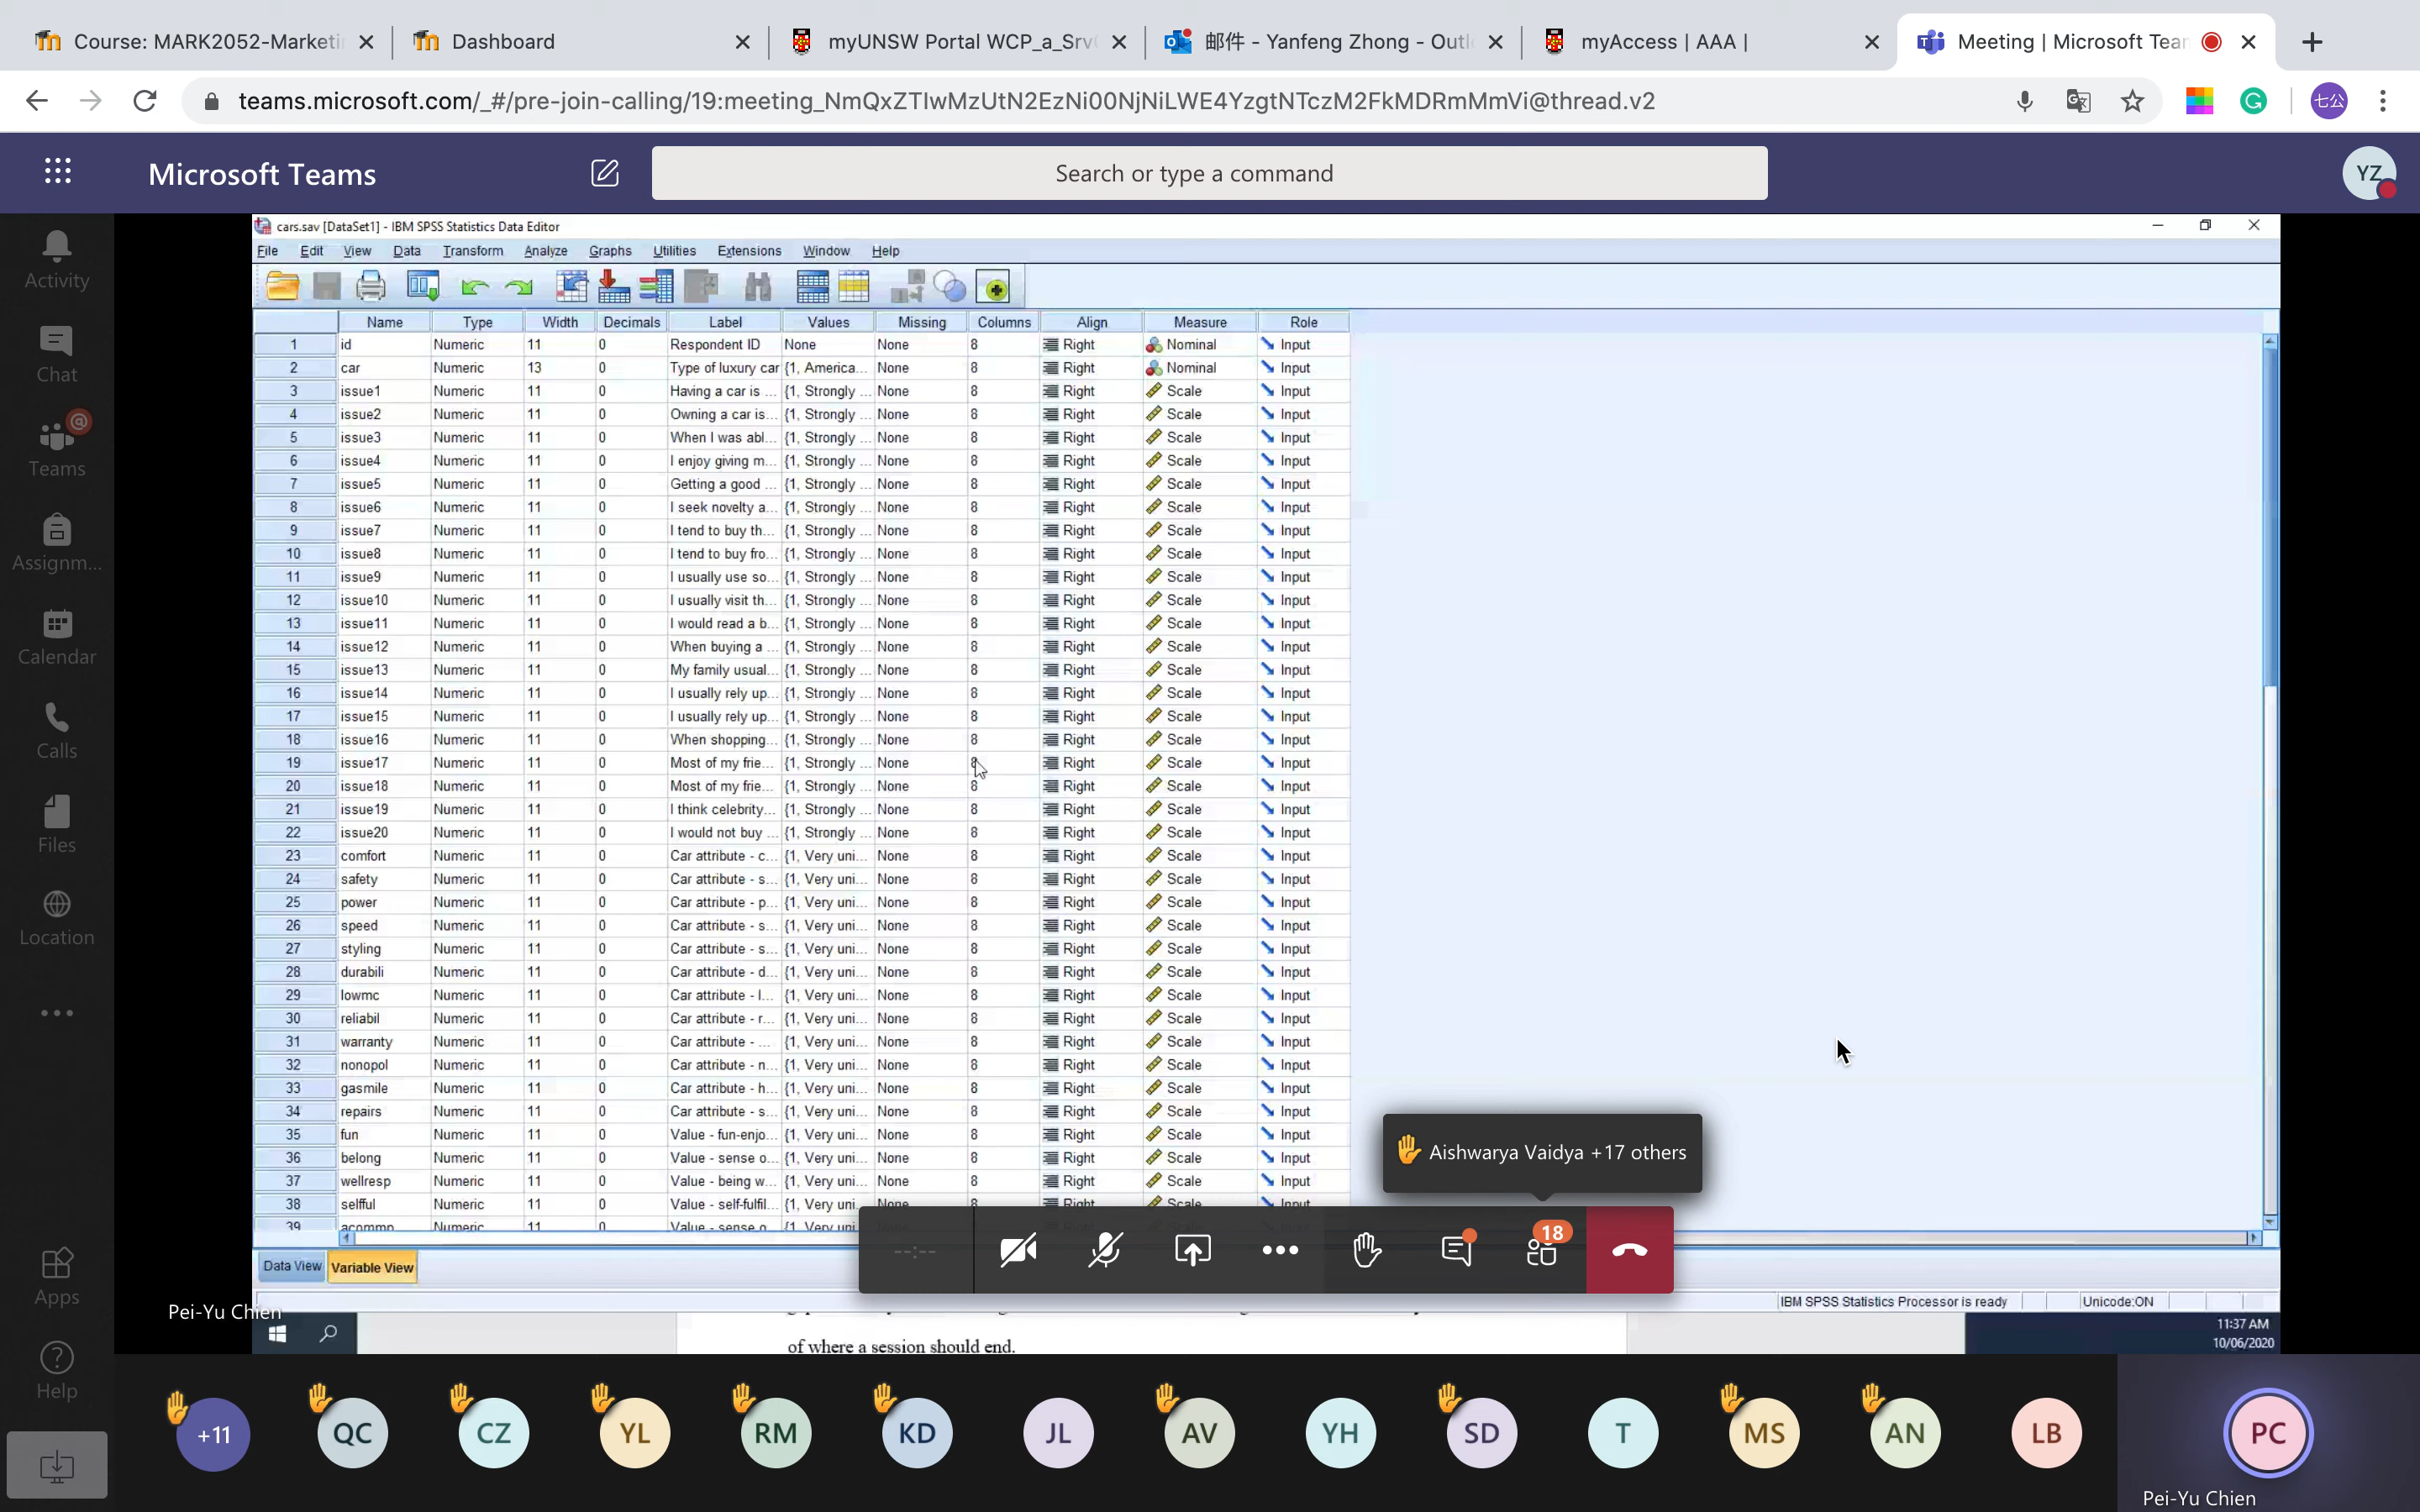 Course: MARK2052-Marketi
Dashboard
myUNSW Portal WCP_a_Srv
邮件 - Yanfeng Zhong - Outl
myAccess | AAA |
Meeting | Microsoft Tea
teams.microsoft.com/_#/pre-join-calling/19:meeting_NmQxZTIwMzUtN2EzNi00NjNiLWE4YzgtNTczM2FkMDRmMmVi@thread.v2
七公
Microsoft Teams
Search or type a command
YZ
Activity
Chat
Teams
Assignm...
Calendar
Calls
Files
Location
Apps
Help
cars.sav [DataSet1] - IBM SPSS Statistics Data Editor
File Edit View Data Transform Analyze Graphs Utilities Extensions Window Help
Name Type Width Decimals Label Values Missing Columns Align Measure Role
1 id Numeric 11 0 Respondent ID None None 8 Right Nominal Input
2 car Numeric 13 0 Type of luxury car {1, America... None 8 Right Nominal Input
3 issue1 Numeric 11 0 Having a car is ... {1, Strongly ... None 8 Right Scale Input
4 issue2 Numeric 11 0 Owning a car is... {1, Strongly ... None 8 Right Scale Input
5 issue3 Numeric 11 0 When I was abl... {1, Strongly ... None 8 Right Scale Input
6 issue4 Numeric 11 0 I enjoy giving m... {1, Strongly ... None 8 Right Scale Input
7 issue5 Numeric 11 0 Getting a good ... {1, Strongly ... None 8 Right Scale Input
8 issue6 Numeric 11 0 I seek novelty a... {1, Strongly ... None 8 Right Scale Input
9 issue7 Numeric 11 0 I tend to buy th... {1, Strongly ... None 8 Right Scale Input
10 issue8 Numeric 11 0 I tend to buy fro... {1, Strongly ... None 8 Right Scale Input
11 issue9 Numeric 11 0 I usually use so... {1, Strongly ... None 8 Right Scale Input
12 issue10 Numeric 11 0 I usually visit th... {1, Strongly ... None 8 Right Scale Input
13 issue11 Numeric 11 0 I would read a b... {1, Strongly ... None 8 Right Scale Input
14 issue12 Numeric 11 0 When buying a ... {1, Strongly ... None 8 Right Scale Input
15 issue13 Numeric 11 0 My family usual... {1, Strongly ... None 8 Right Scale Input
16 issue14 Numeric 11 0 I usually rely up... {1, Strongly ... None 8 Right Scale Input
17 issue15 Numeric 11 0 I usually rely up... {1, Strongly ... None 8 Right Scale Input
18 issue16 Numeric 11 0 When shopping... {1, Strongly ... None 8 Right Scale Input
19 issue17 Numeric 11 0 Most of my frie... {1, Strongly ... None 8 Right Scale Input
20 issue18 Numeric 11 0 Most of my frie... {1, Strongly ... None 8 Right Scale Input
21 issue19 Numeric 11 0 I think celebrity... {1, Strongly ... None 8 Right Scale Input
22 issue20 Numeric 11 0 I would not buy ... {1, Strongly ... None 8 Right Scale Input
23 comfort Numeric 11 0 Car attribute - c... {1, Very uni... None 8 Right Scale Input
24 safety Numeric 11 0 Car attribute - s... {1, Very uni... None 8 Right Scale Input
25 power Numeric 11 0 Car attribute - p... {1, Very uni... None 8 Right Scale Input
26 speed Numeric 11 0 Car attribute - s... {1, Very uni... None 8 Right Scale Input
27 styling Numeric 11 0 Car attribute - s... {1, Very uni... None 8 Right Scale Input
28 durabili Numeric 11 0 Car attribute - d... {1, Very uni... None 8 Right Scale Input
29 lowmc Numeric 11 0 Car attribute - l... {1, Very uni... None 8 Right Scale Input
30 reliabil Numeric 11 0 Car attribute - r... {1, Very uni... None 8 Right Scale Input
31 warranty Numeric 11 0 Car attribute - ... {1, Very uni... None 8 Right Scale Input
32 nonopol Numeric 11 0 Car attribute - n... {1, Very uni... None 8 Right Scale Input
33 gasmile Numeric 11 0 Car attribute - h... {1, Very uni... None 8 Right Scale Input
34 repairs Numeric 11 0 Car attribute - s... {1, Very uni... None 8 Right Scale Input
35 fun Numeric 11 0 Value - fun-enjo... {1, Very uni... None 8 Right Scale Input
36 belong Numeric 11 0 Value - sense o... {1, Very uni... None 8 Right Scale Input
37 wellresp Numeric 11 0 Value - being w... {1, Very uni... None 8 Right Scale Input
38 selfful Numeric 11 0 Value - self-fulfil... {1, Very uni... None 8 Right Scale Input
39 acommp Numeric 11 0 Value - sense o {1, Very uni
Aishwarya Vaidya +17 others
--:--
18
Data View Variable View
IBM SPSS Statistics Processor is ready Unicode:ON
Pei-Yu Chien
of where a session should end.
11:37 AM
10/06/2020
+11 QC CZ YL RM KD JL AV YH SD T MS AN LB PC
Pei-Yu Chien